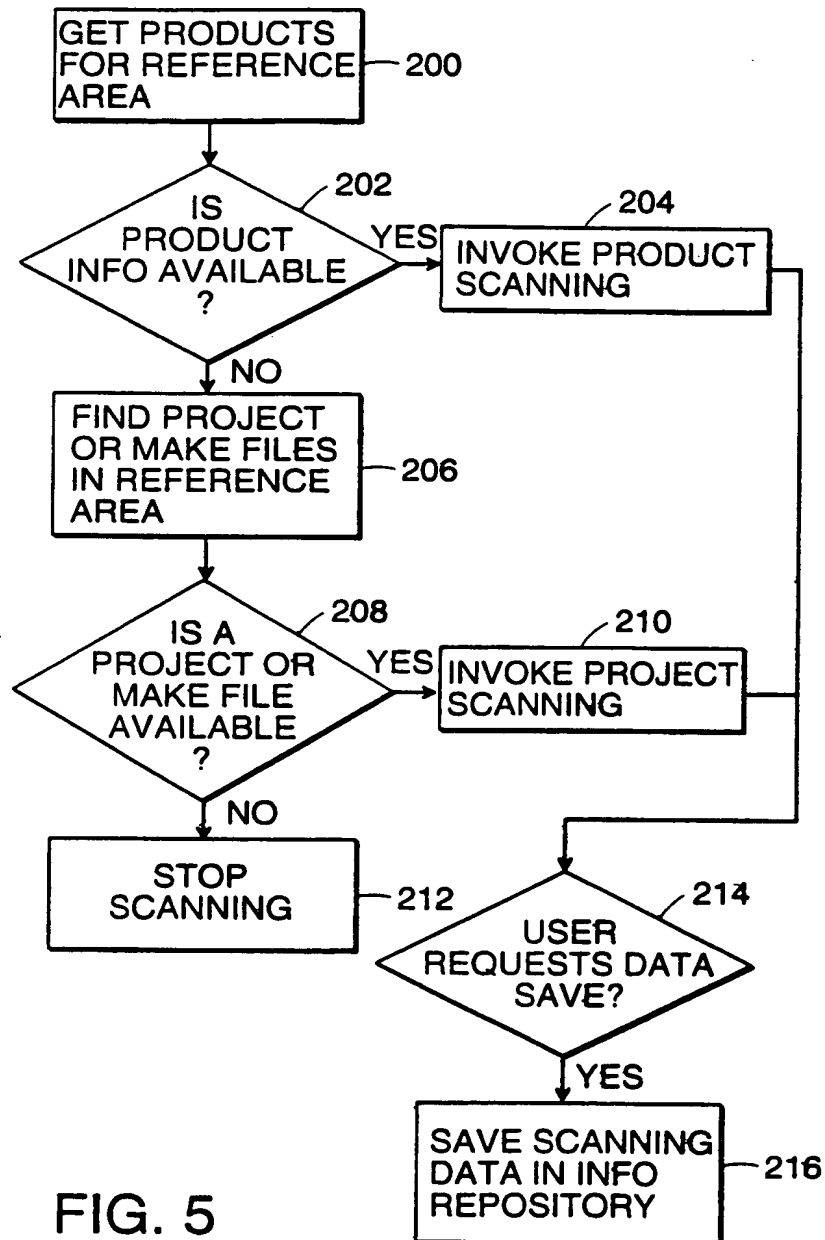 GET PRODUCTS
FOR REFERENCE
AREA
200
202
IS
PRODUCT
INFO AVAILABLE
?
YES
204
INVOKE PRODUCT
SCANNING
NO
FIND PROJECT
OR MAKE FILES
IN REFERENCE
AREA
206
208
IS A
PROJECT OR
MAKE FILE
AVAILABLE
?
YES
210
INVOKE PROJECT
SCANNING
NO
STOP
SCANNING
212
214
USER
REQUESTS DATA
SAVE?
YES
SAVE SCANNING
DATA IN INFO
REPOSITORY
216
FIG. 5